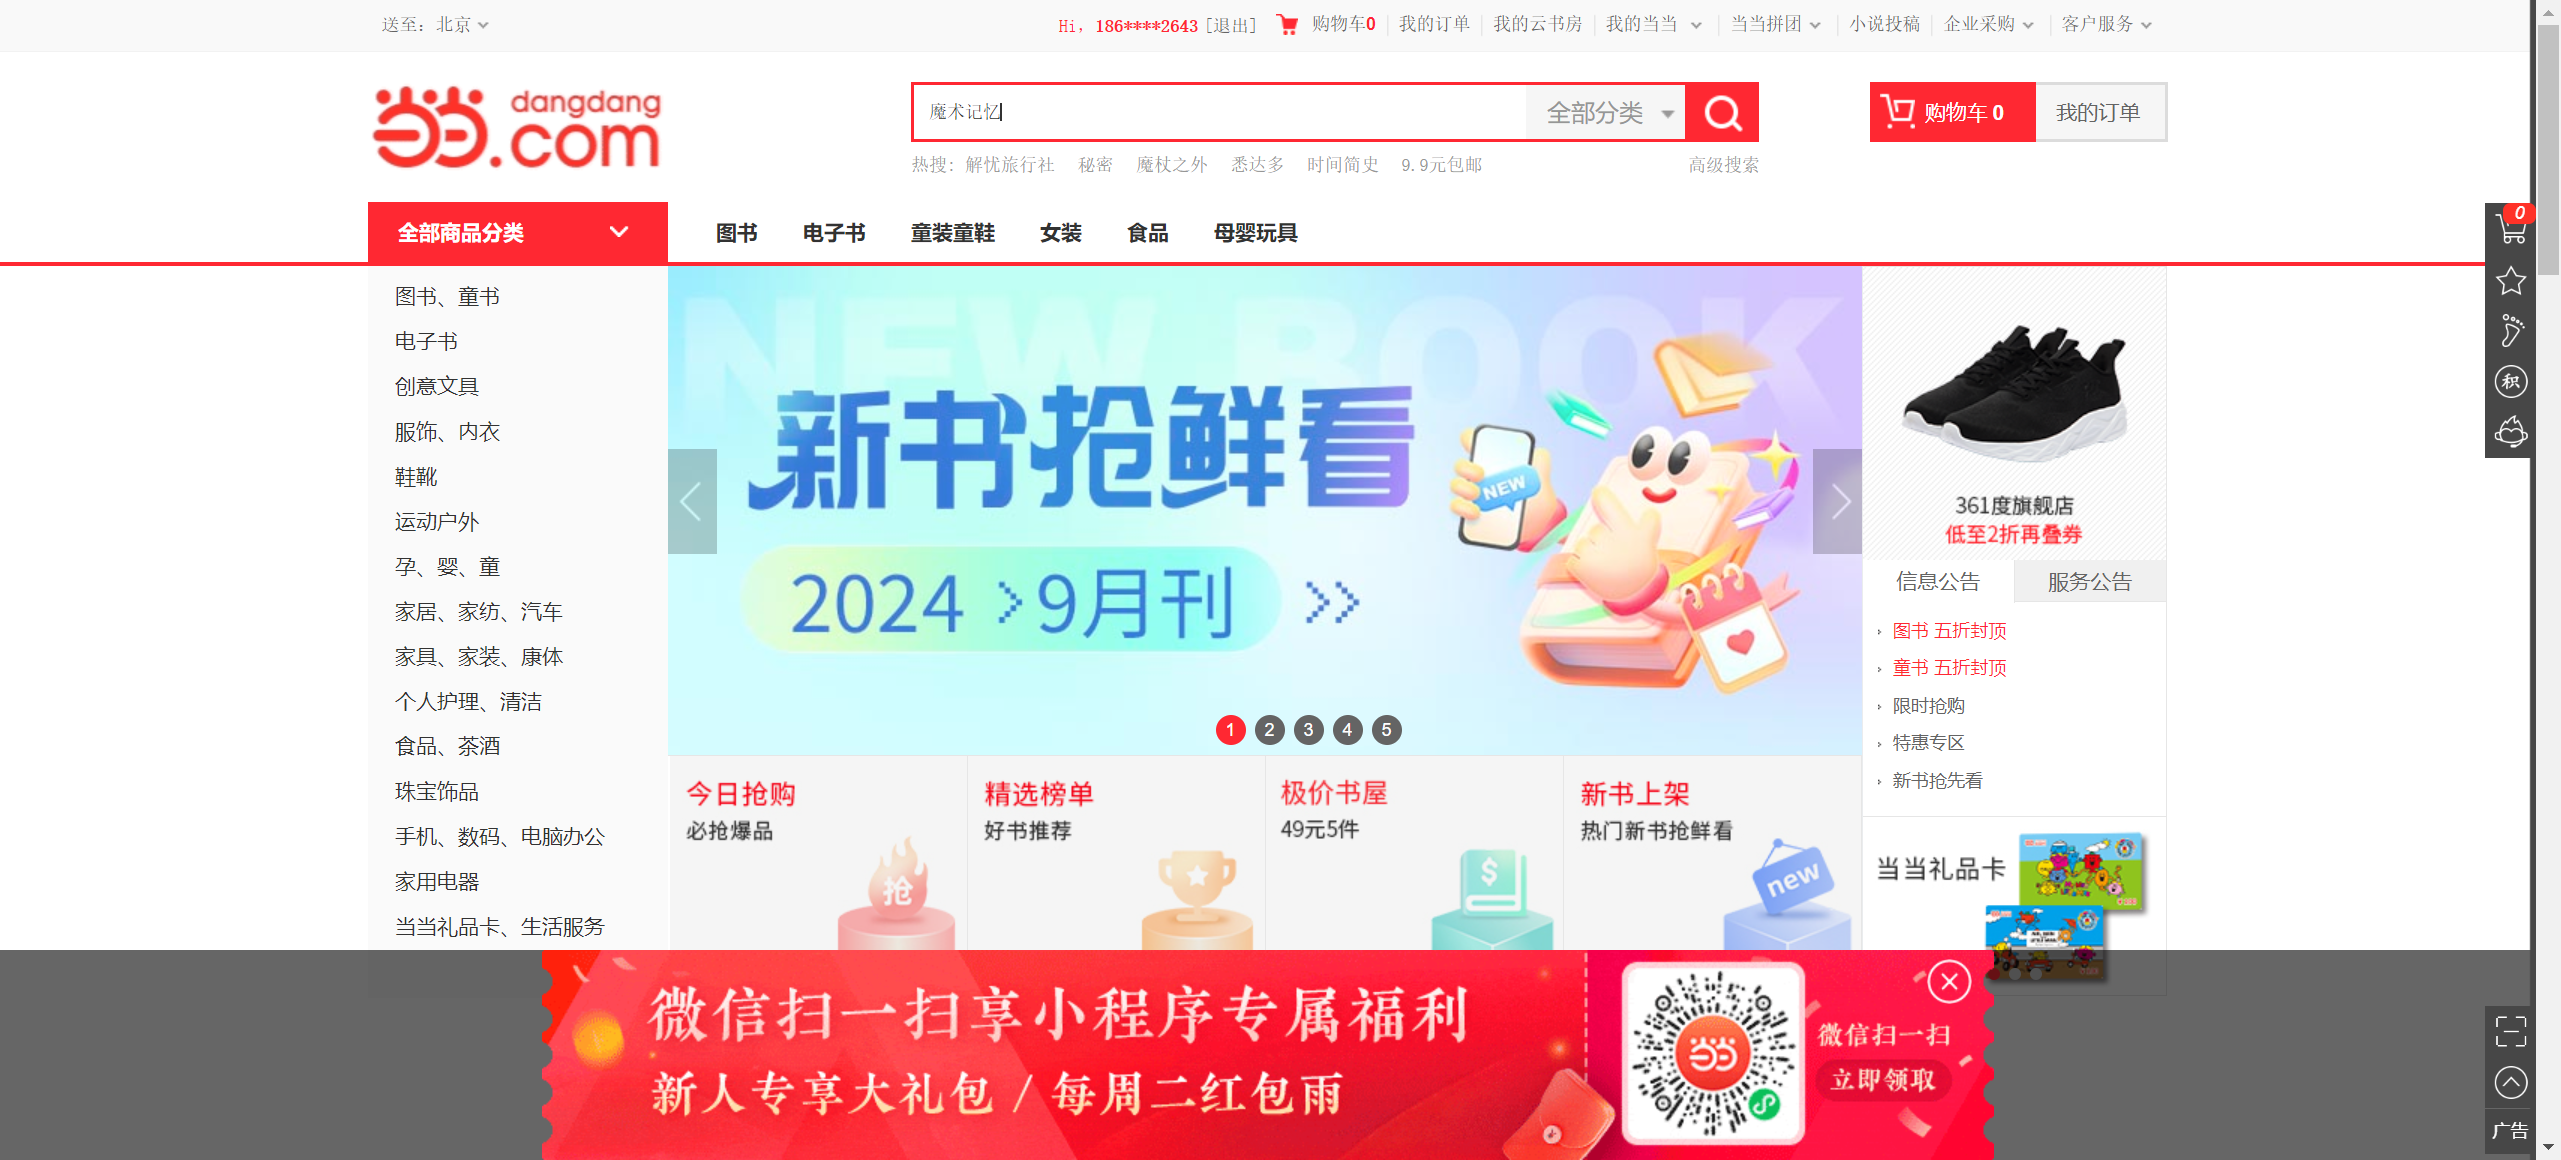 送至：北京
Hi，186****2643 [退出] 购物车0 我的订单 我的云书房 我的当当 当当拼团 小说投稿 企业采购 客户服务
dangdang
.com
魔术记忆 全部分类
购物车 0 我的订单
热搜：解忧旅行社 秘密 魔杖之外 悉达多 时间简史 9.9元包邮 高级搜索
全部商品分类 图书 电子书 童装童鞋 女装 食品 母婴玩具
0
积
图书、童书
电子书
创意文具
服饰、内衣
鞋靴
运动户外
孕、婴、童
家居、家纺、汽车
家具、家装、康体
个人护理、清洁
食品、茶酒
珠宝饰品
手机、数码、电脑办公
家用电器
当当礼品卡、生活服务
NEW BOOK
新书抢鲜看
NEW
2024 >9月刊 >>
1 2 3 4 5
361度旗舰店
低至2折再叠券
信息公告 服务公告
图书 五折封顶
童书 五折封顶
限时抢购
特惠专区
新书抢先看
今日抢购
必抢爆品
抢
精选榜单
好书推荐
极价书屋
49元5件
$
新书上架
热门新书抢鲜看
new
当当礼品卡
微信扫一扫享小程序专属福利
新人专享大礼包 / 每周二红包雨
微信扫一扫
立即领取
广告